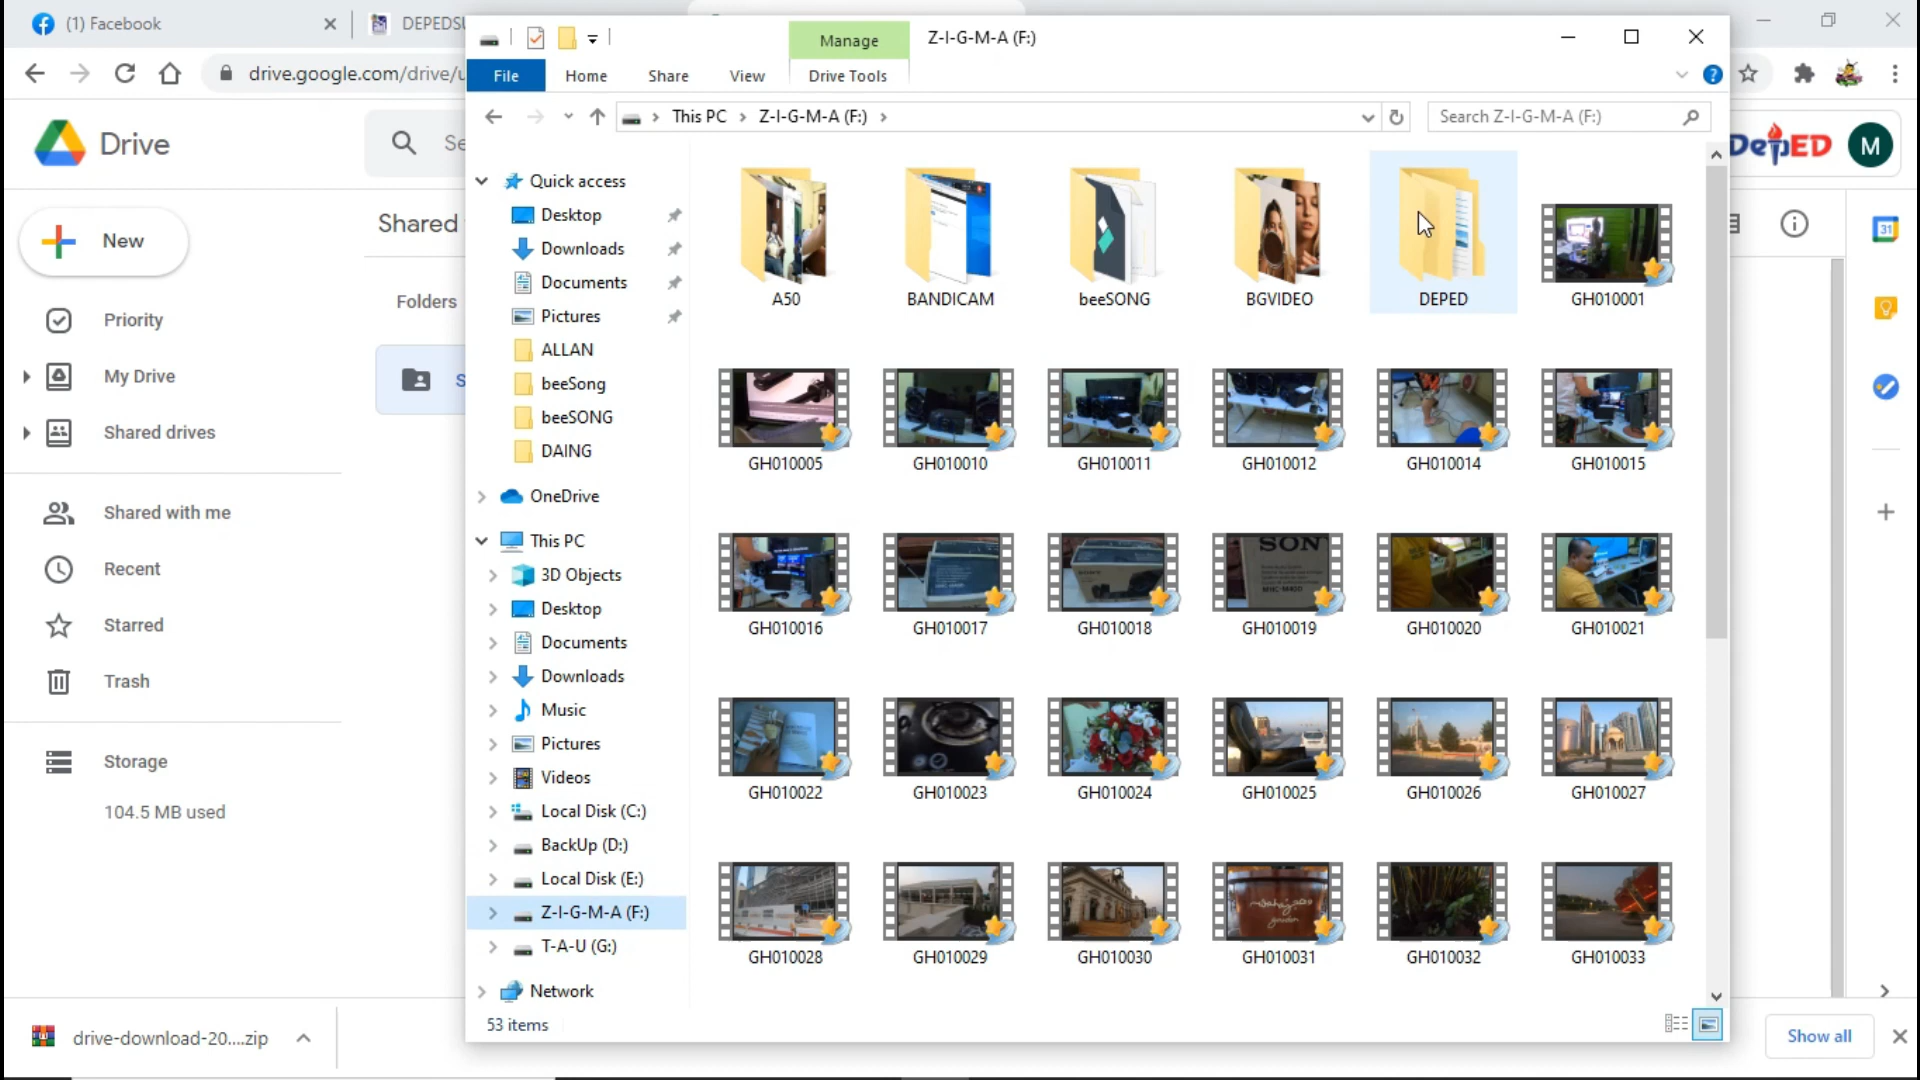 (1) Facebook
DEPEDSU
Manage
Z-I-G-M-A (F:)
drive.google.com/drive/u
File
Home
Share
View
Drive Tools
This PC
Z-I-G-M-A (F:)
Search Z-I-G-M-A (F:)
Drive
Se
DepED
M
New
Shared
Priority
Folders
My Drive
S
Shared drives
Shared with me
Recent
Starred
Trash
Storage
104.5 MB used
31
Quick access
Desktop
Downloads
Documents
Pictures
ALLAN
beeSong
beeSONG
DAING
OneDrive
This PC
3D Objects
Desktop
Documents
Downloads
Music
Pictures
Videos
Local Disk (C:)
BackUp (D:)
Local Disk (E:)
Z-I-G-M-A (F:)
T-A-U (G:)
Network
A50
BANDICAM
beeSONG
BGVIDEO
DEPED
GH010001
GH010005
GH010010
GH010011
GH010012
GH010014
GH010015
SON
GH010016
GH010017
GH010018
GH010019
GH010020
GH010021
GH010022
GH010023
GH010024
GH010025
GH010026
GH010027
GH010028
GH010029
GH010030
GH010031
GH010032
GH010033
53 items
drive-download-20....zip
Show all